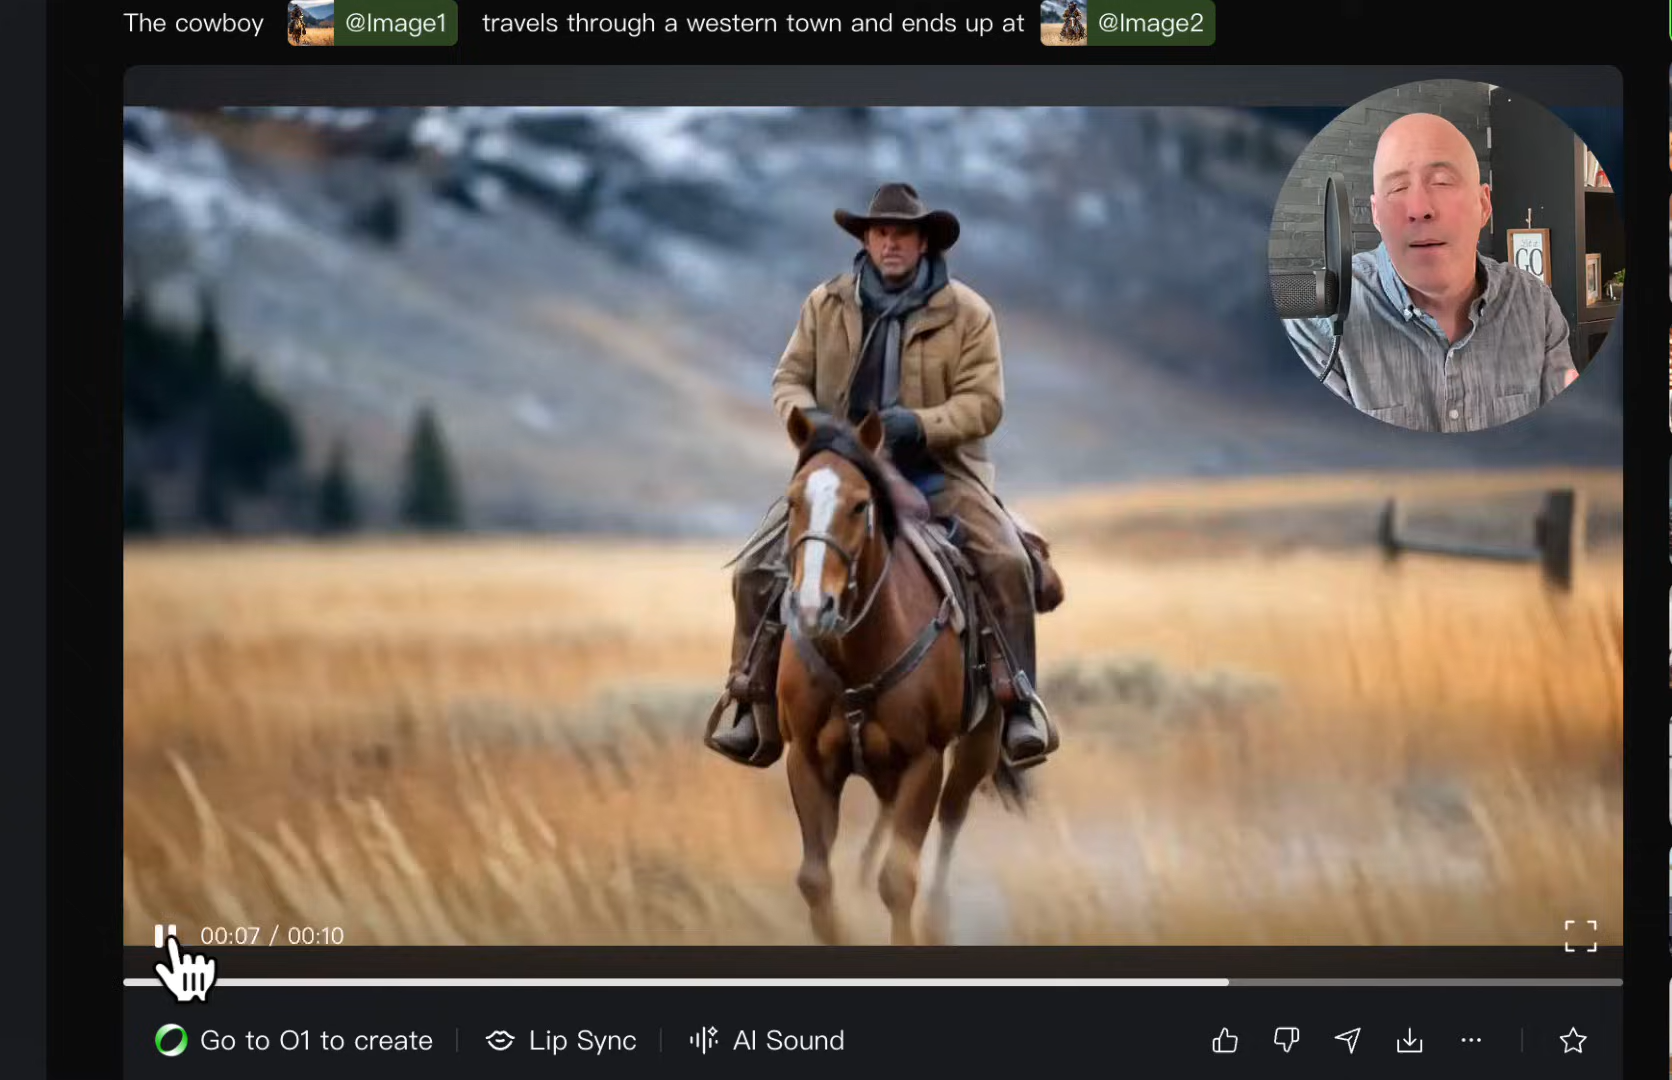 The cowboy @Image1 travels through a western town and ends up at @Image2
GO
00:07 / 00:10
Go to O1 to create
Lip Sync
AI Sound